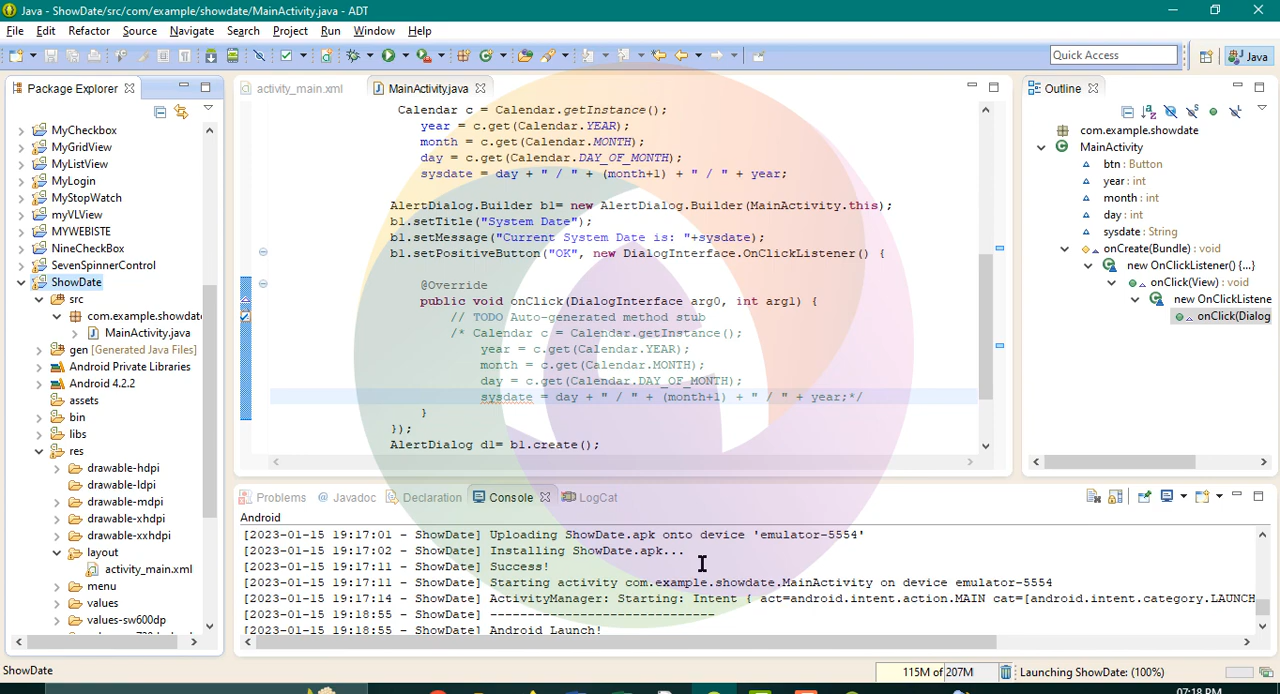 Java - ShowDate/src/com/example/showdate/MainActivity.java - ADT
File Edit Refactor Source Navigate Search Project Run Window Help
Quick Access
Java
Package Explorer
MyCheckbox
MyGridView
MyListView
MyLogin
MyStopWatch
myVLView
MYWEBISTE
NineCheckBox
SevenSpinnerControl
ShowDate
src
com.example.showdate
MainActivity.java
gen [Generated Java Files]
Android Private Libraries
Android 4.2.2
assets
bin
libs
res
drawable-hdpi
drawable-ldpi
drawable-mdpi
drawable-xhdpi
drawable-xxhdpi
layout
activity_main.xml
menu
values
values-sw600dp
activity_main.xml
MainActivity.java
Calendar c = Calendar.getInstance();
year = c.get(Calendar.YEAR);
month = c.get(Calendar.MONTH);
day = c.get(Calendar.DAY_OF_MONTH);
sysdate = day + " / " + (month+1) + " / " + year;
AlertDialog.Builder b1= new AlertDialog.Builder(MainActivity.this);
b1.setTitle("System Date");
b1.setMessage("Current System Date is: "+sysdate);
b1.setPositiveButton("OK", new DialogInterface.OnClickListener() {
@Override
public void onClick(DialogInterface arg0, int arg1) {
// TODO Auto-generated method stub
/* Calendar c = Calendar.getInstance();
year = c.get(Calendar.YEAR);
month = c.get(Calendar.MONTH);
day = c.get(Calendar.DAY_OF_MONTH);
sysdate = day + " / " + (month+1) + " / " + year;*/
}
});
AlertDialog d1= b1.create();
Outline
com.example.showdate
MainActivity
btn : Button
year : int
month : int
day : int
sysdate : String
onCreate(Bundle) : void
new OnClickListener() {...}
onClick(View) : void
new OnClickListene
onClick(Dialog
Problems
Javadoc
Declaration
Console
LogCat
Android
[2023-01-15 19:17:01 - ShowDate] Uploading ShowDate.apk onto device 'emulator-5554'
[2023-01-15 19:17:02 - ShowDate] Installing ShowDate.apk...
[2023-01-15 19:17:11 - ShowDate] Success!
[2023-01-15 19:17:11 - ShowDate] Starting activity com.example.showdate.MainActivity on device emulator-5554
[2023-01-15 19:17:14 - ShowDate] ActivityManager: Starting: Intent { act=android.intent.action.MAIN cat=[android.intent.category.LAUNCH
[2023-01-15 19:18:55 - ShowDate] ------------------------------
[2023-01-15 19:18:55 - ShowDate] Android Launch!
ShowDate
115M of 207M
Launching ShowDate: (100%)
07:18 PM